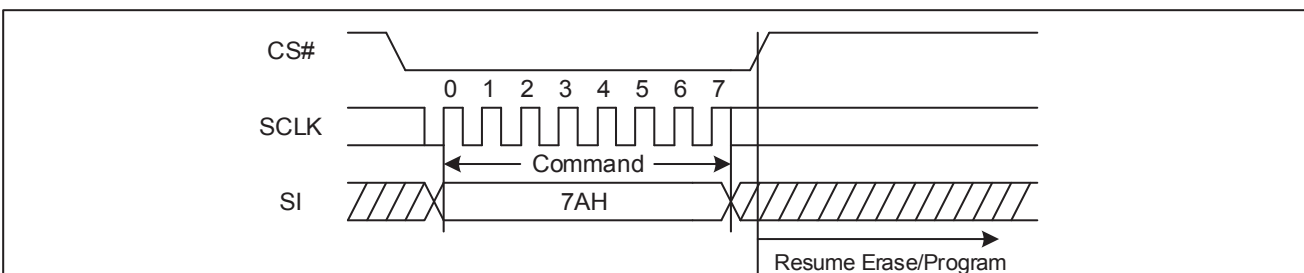 CS#
0 1 2 3 4 5 6 7
SCLK
Command
SI
7AH
Resume Erase/Program